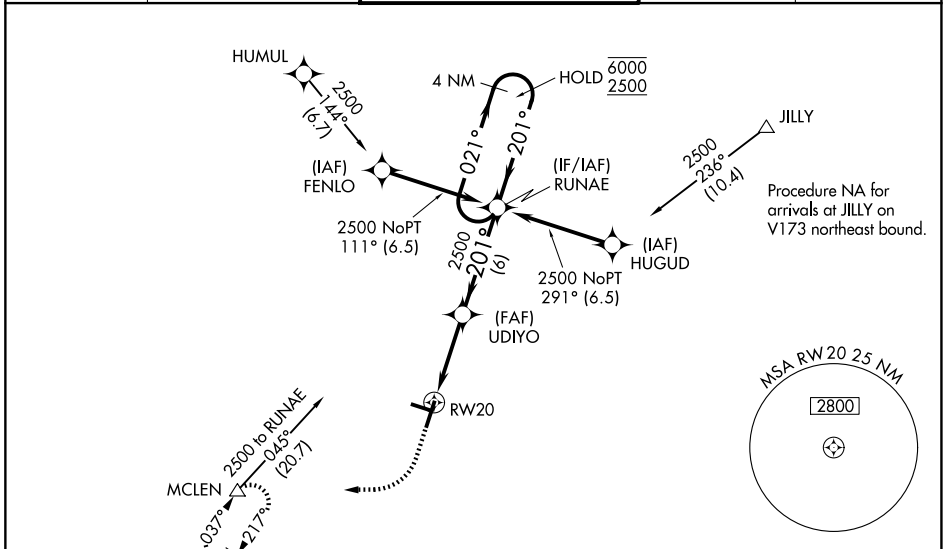 HUMUL
2500
144°
(6.7)
4 NM
HOLD
6000
2500
JILLY
2500
236°
(10.4)
021°
201°
(IAF)
FENLO
(IF/IAF)
RUNAE
Procedure NA for
arrivals at JILLY on
V173 northeast bound.
2500 NoPT
111° (6.5)
2500
201°
(6)
(IAF)
HUGUD
2500 NoPT
291° (6.5)
(FAF)
UDIYO
MSA RW20 25 NM
2800
RW20
2500 to RUNAE
045°
(20.7)
MCLEN
037°
217°